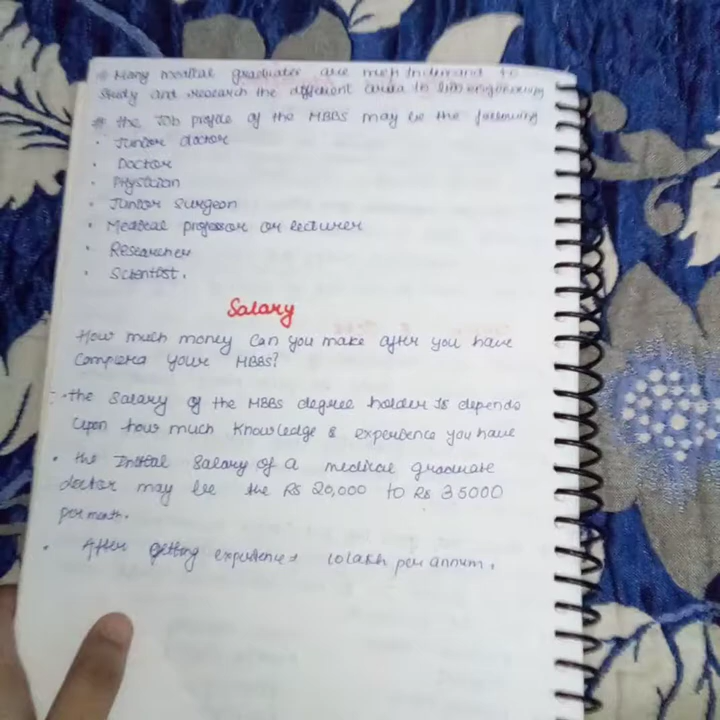 * Many medical graduates are much Indemand to
Study and research the different area in bio engineering
# the Job profile of the MBBS may be the following
• Junior doctor
• Doctor
• Physician
• Junior Surgeon
• Medical professor or lecturer
• Researcher
• Scientist.
Salary
How much money can you make after you have
Completed your MBBS?
:- the Salary of the MBBS degree holder Is depends
Upon how much Knowledge & experience you have
• the Initial Salary of a medical graduate
doctor may be the Rs 20,000 to Rs 35000
per month.
• After getting experience = 10 lakh per annum.